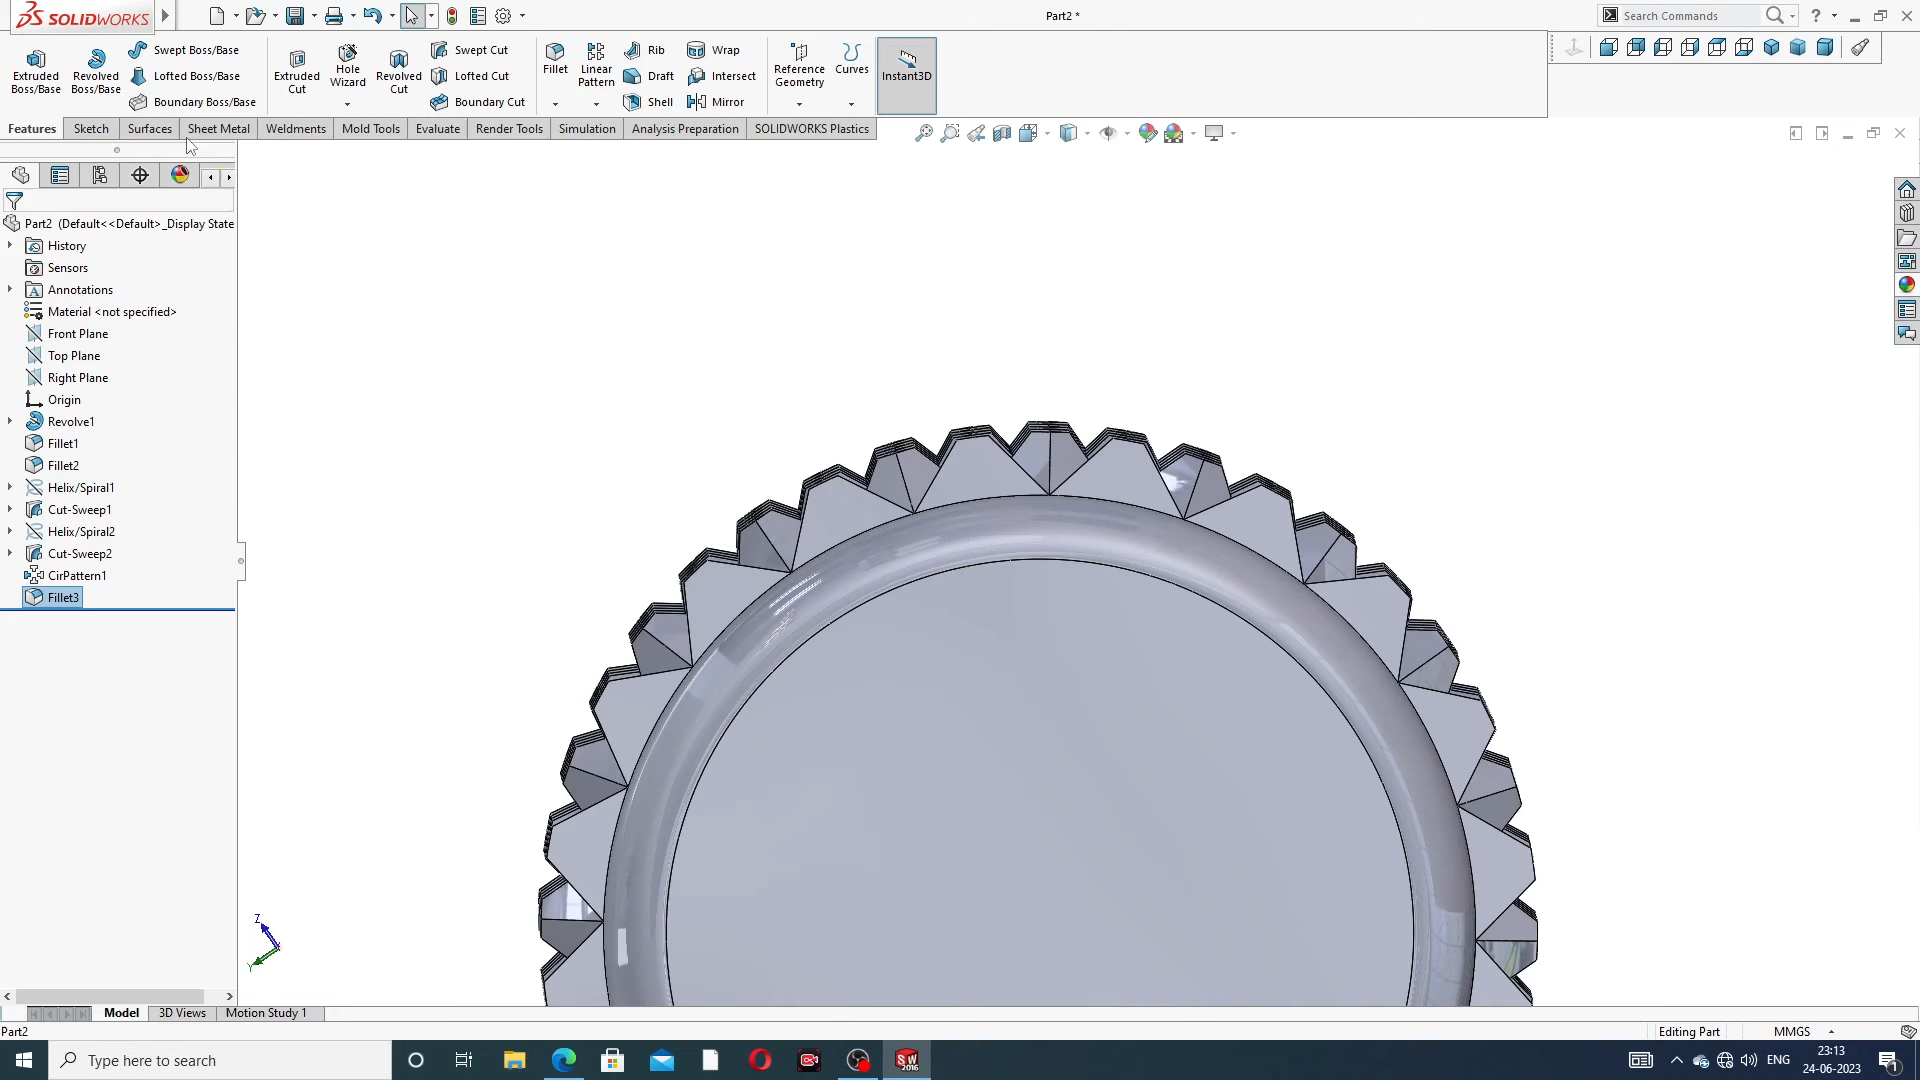 SOLIDWORKS
Part2 *
Search Commands
Extruded Boss/Base
Revolved Boss/Base
Swept Boss/Base
Lofted Boss/Base
Boundary Boss/Base
Extruded Cut
Hole Wizard
Revolved Cut
Swept Cut
Lofted Cut
Boundary Cut
Fillet
Linear Pattern
Rib
Draft
Shell
Wrap
Intersect
Mirror
Reference Geometry
Curves
Instant3D
Features
Sketch
Surfaces
Sheet Metal
Weldments
Mold Tools
Evaluate
Render Tools
Simulation
Analysis Preparation
SOLIDWORKS Plastics
Part2 (Default<<Default>_Display State
History
Sensors
Annotations
Material <not specified>
Front Plane
Top Plane
Right Plane
Origin
Revolve1
Fillet1
Fillet2
Helix/Spiral1
Cut-Sweep1
Helix/Spiral2
Cut-Sweep2
CirPattern1
Fillet3
Z
Y
Model
3D Views
Motion Study 1
Part2
Editing Part
MMGS
Type here to search
SW
2016
ENG
23:13
24-06-2023
1